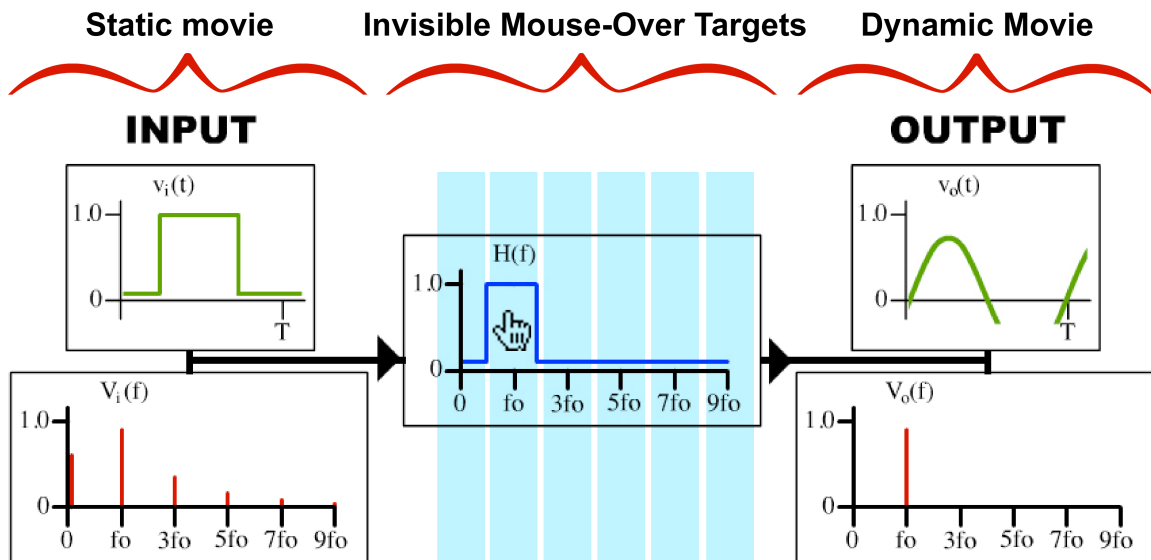 Static movie
Invisible Mouse-Over Targets
Dynamic Movie
INPUT
OUTPUT
vi(t)
1.0
0
T
H(f)
1.0
0
0 fo 3fo 5fo 7fo 9fo
vo(t)
1.0
0
T
Vi(f)
1.0
0
0 fo 3fo 5fo 7fo 9fo
Vo(f)
1.0
0
0 fo 3fo 5fo 7fo 9fo